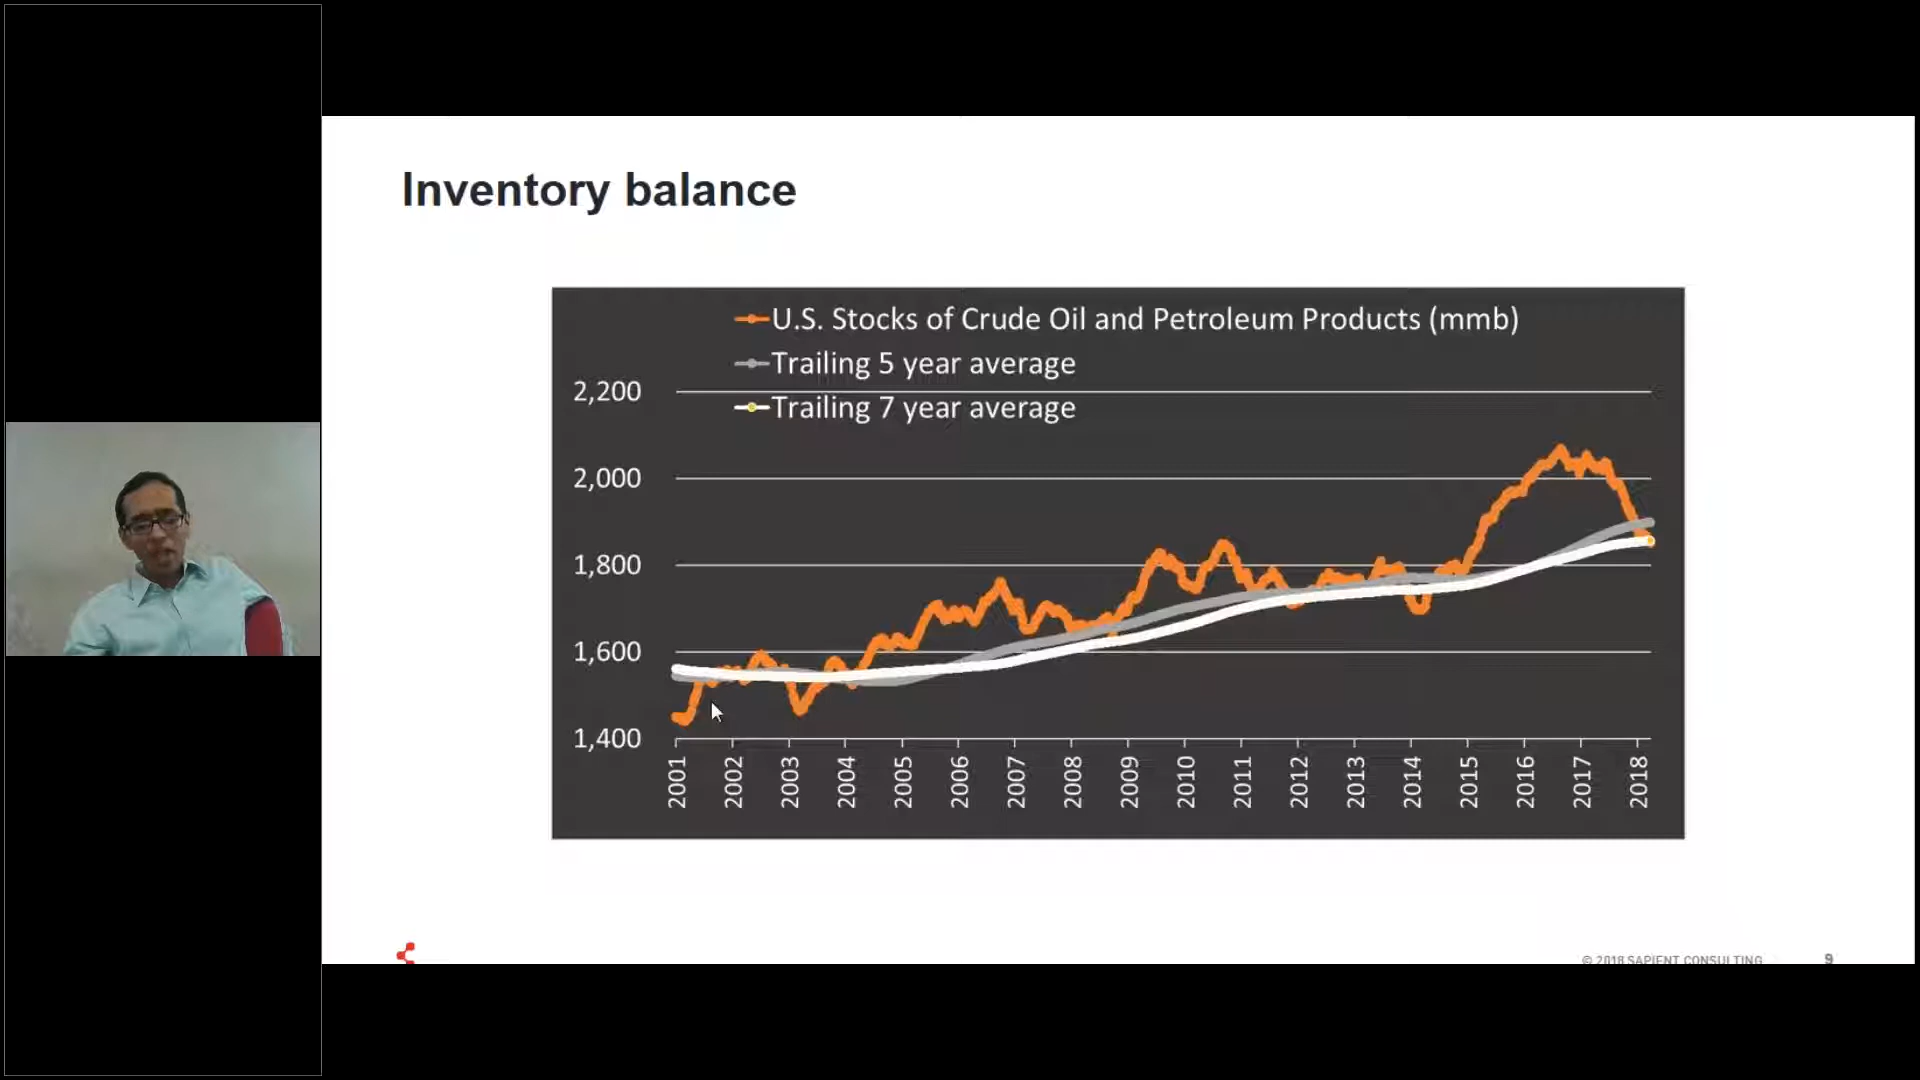 Inventory balance
U.S. Stocks of Crude Oil and Petroleum Products (mmb)
Trailing 5 year average
Trailing 7 year average
2,200
2,000
1,800
1,600
1,400
2001 2002 2003 2004 2005 2006 2007 2008 2009 2010 2011 2012 2013 2014 2015 2016 2017 2018
© 2018 SAPIENT CONSULTING 9